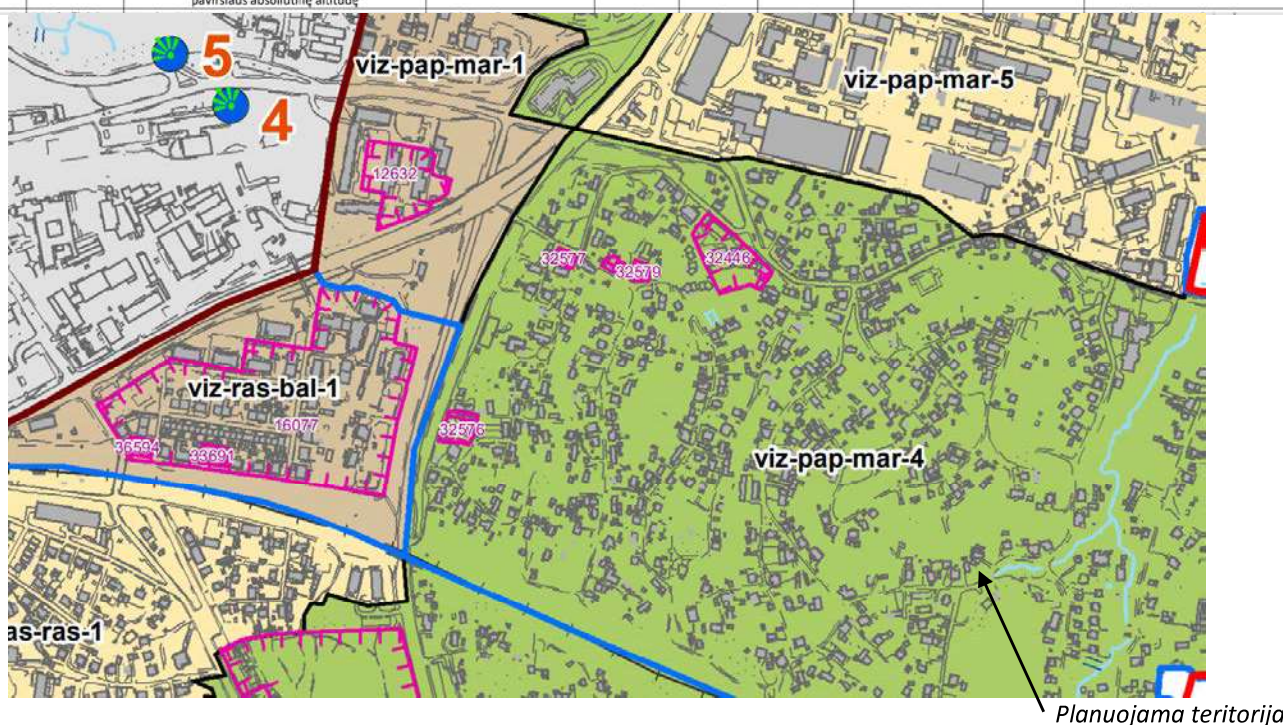 paviršiaus absoliutinę altitudę
5
4
viz-pap-mar-1
viz-pap-mar-5
12632
32577
32579
32446
viz-ras-bal-1
16077
36594
33691
32576
viz-pap-mar-4
as-ras-1
Planuojama teritorija